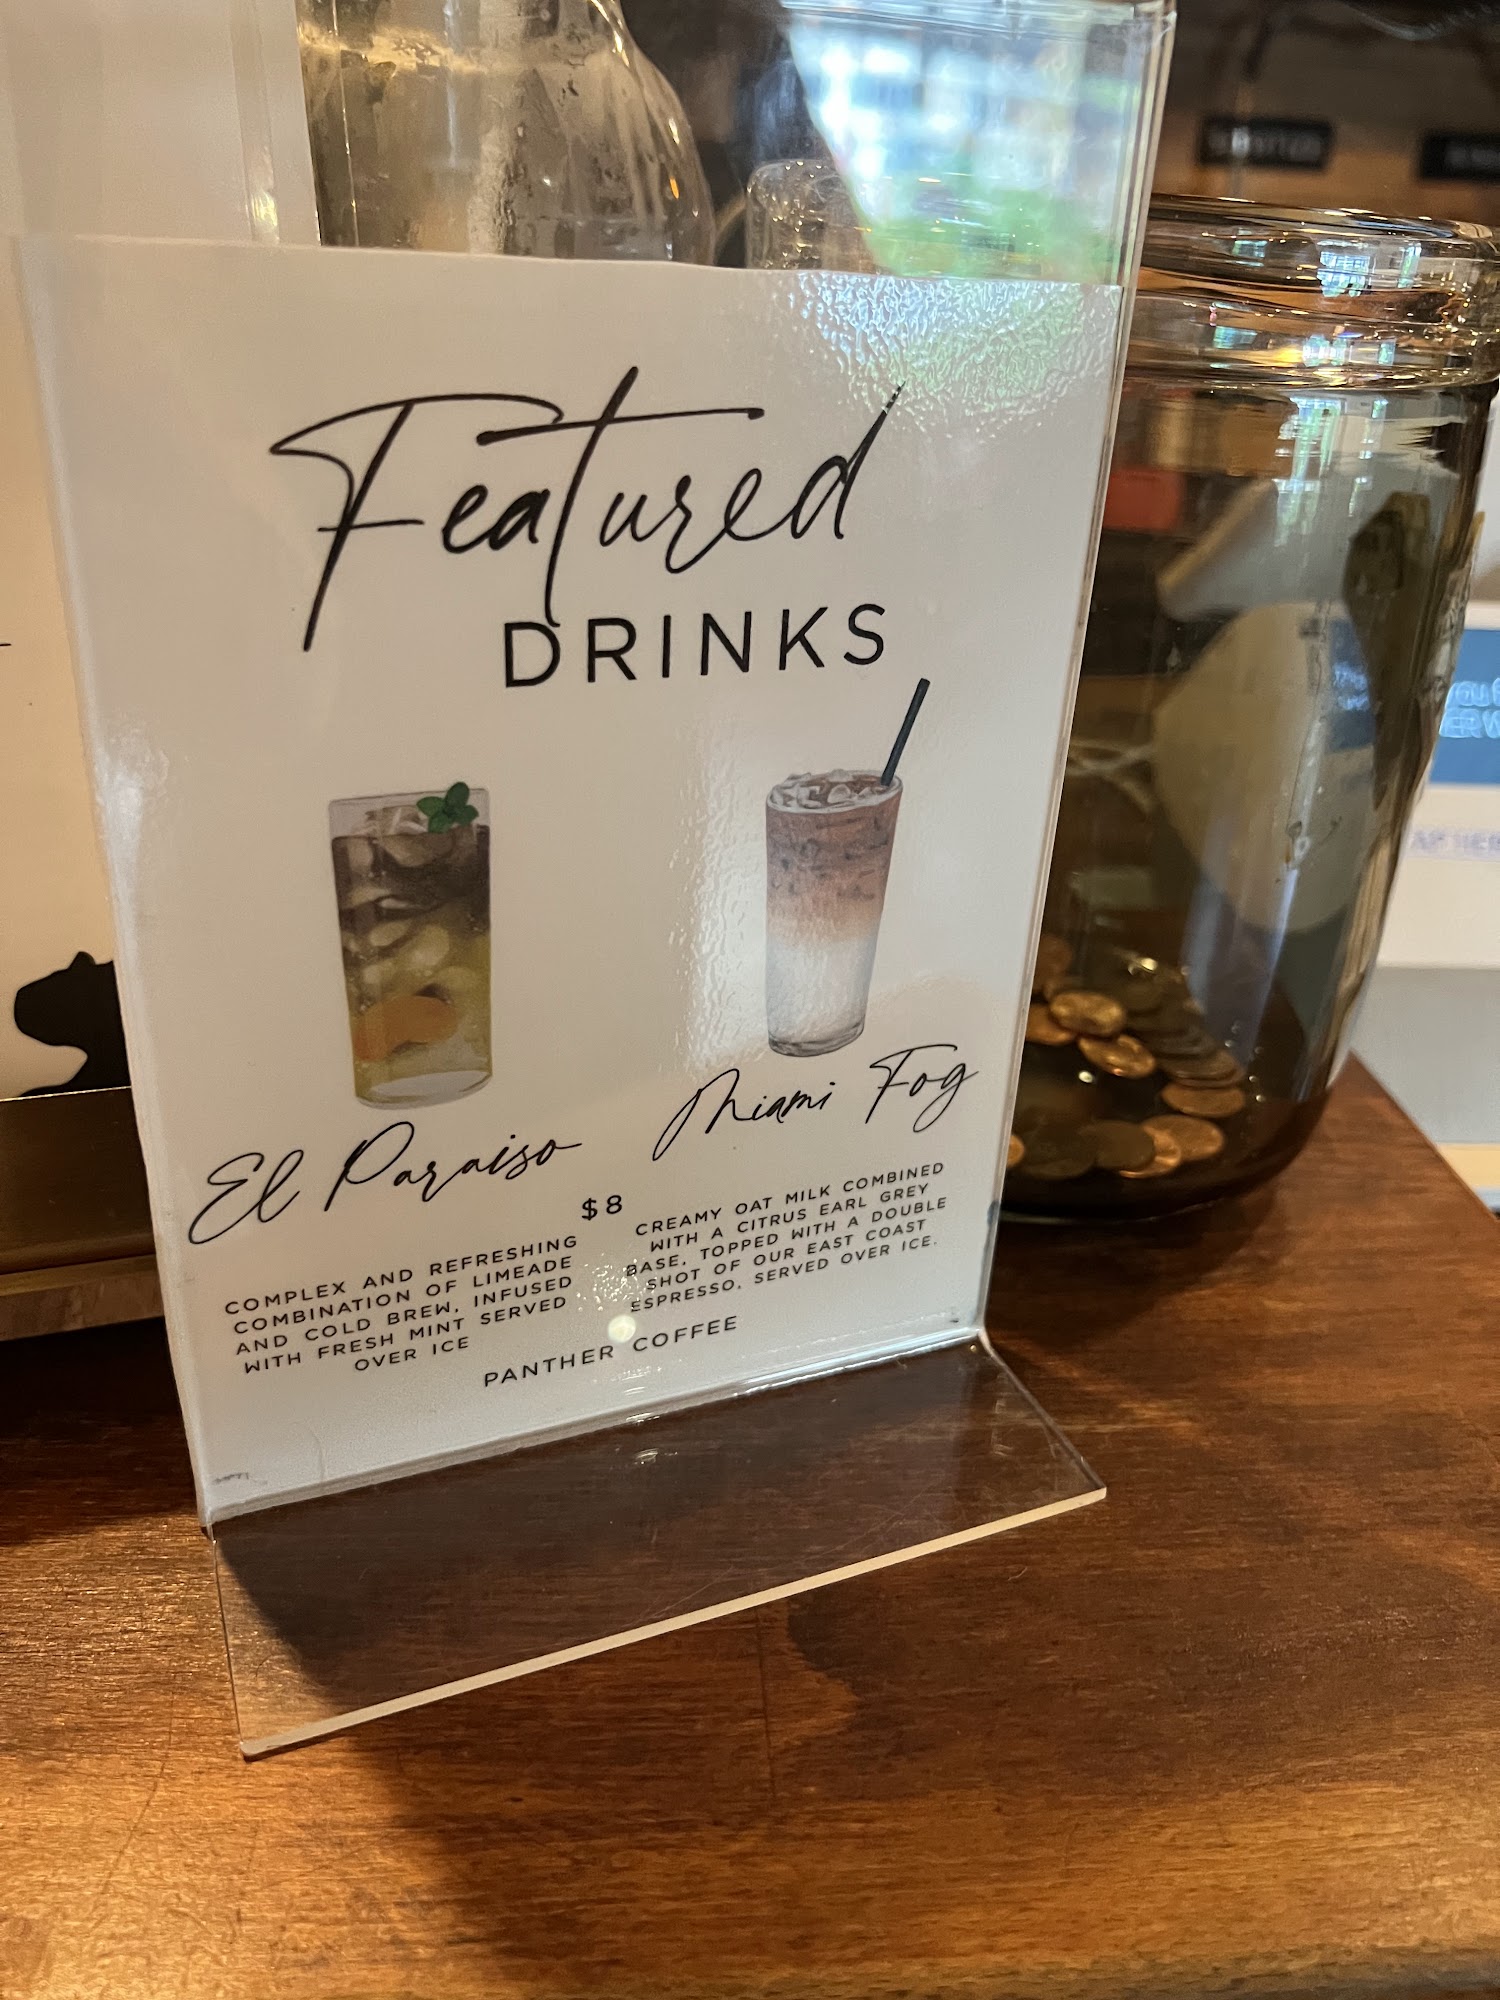 Featured
DRINKS
El Paraiso
Miami Fog
$8
COMPLEX AND REFRESHING
COMBINATION OF LIMEADE
AND COLD BREW, INFUSED
WITH FRESH MINT SERVED
OVER ICE
CREAMY OAT MILK COMBINED
WITH A CITRUS EARL GREY
BASE, TOPPED WITH A DOUBLE
SHOT OF OUR EAST COAST
ESPRESSO, SERVED OVER ICE.
PANTHER COFFEE